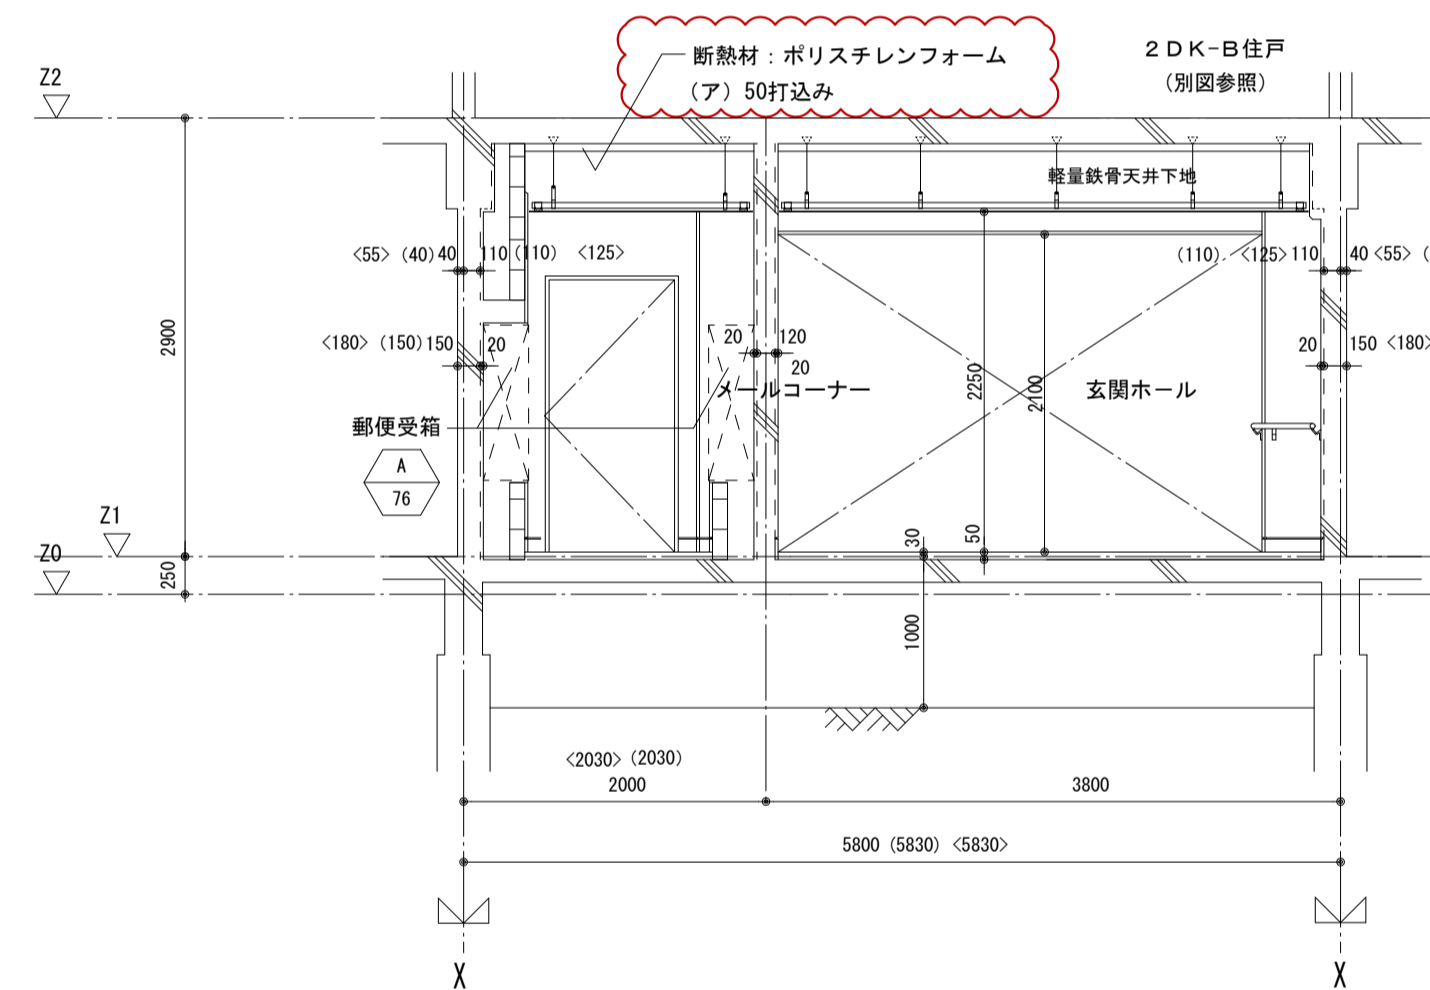 断熱材：ポリスチレンフォーム
（ア）50打込み
2DK-B住戸
（別図参照）
Z2
軽量鉄骨天井下地
<55> (40) 40
110 (110) <125>
(110) <125> 110
40 <55> (
2900
<180> (150) 150
20
20
120
20
2250
2100
20
150 <180>
メールコーナー
玄関ホール
郵便受箱
A
76
Z1
Z0
250
30
50
1000
<2030> (2030)
2000
3800
5800 (5830) <5830>
X
X